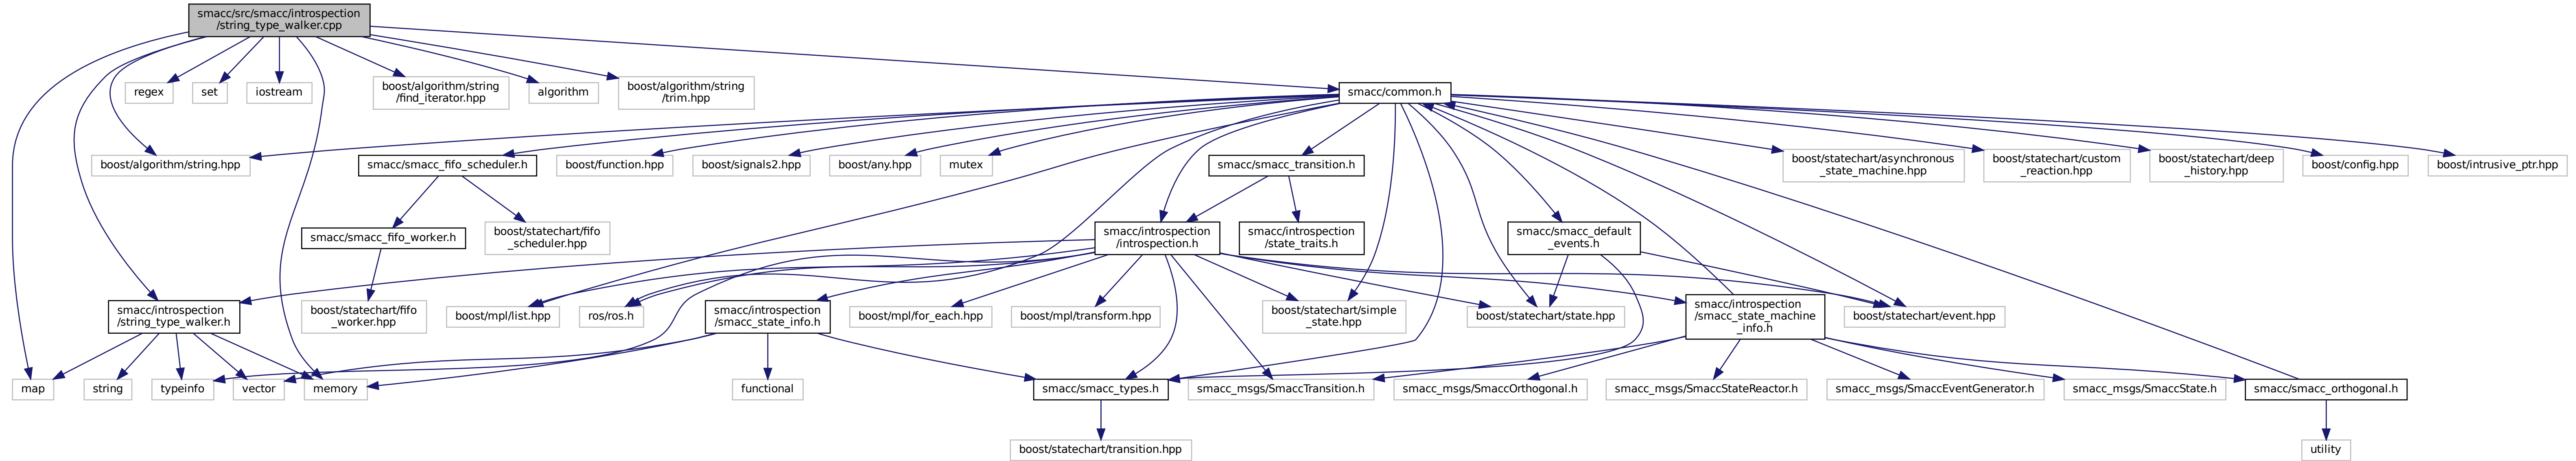 smacc/src/smacc/introspection
/string_type_walker.cpp
regex
set
iostream
boost/algorithm/string
/find_iterator.hpp
algorithm
boost/algorithm/string
/trim.hpp
smacc/common.h
boost/algorithm/string.hpp
smacc/smacc_fifo_scheduler.h
boost/function.hpp
boost/signals2.hpp
boost/any.hpp
mutex
smacc/smacc_transition.h
boost/statechart/asynchronous
_state_machine.hpp
boost/statechart/custom
_reaction.hpp
boost/statechart/deep
_history.hpp
boost/config.hpp
boost/intrusive_ptr.hpp
smacc/smacc_fifo_worker.h
boost/statechart/fifo
_scheduler.hpp
smacc/introspection
/introspection.h
smacc/introspection
/state_traits.h
smacc/smacc_default
_events.h
smacc/introspection
/string_type_walker.h
boost/statechart/fifo
_worker.hpp
boost/mpl/list.hpp
ros/ros.h
smacc/introspection
/smacc_state_info.h
boost/mpl/for_each.hpp
boost/mpl/transform.hpp
boost/statechart/simple
_state.hpp
boost/statechart/state.hpp
smacc/introspection
/smacc_state_machine
_info.h
boost/statechart/event.hpp
map
string
typeinfo
vector
memory
functional
smacc/smacc_types.h
smacc_msgs/SmaccTransition.h
smacc_msgs/SmaccOrthogonal.h
smacc_msgs/SmaccStateReactor.h
smacc_msgs/SmaccEventGenerator.h
smacc_msgs/SmaccState.h
smacc/smacc_orthogonal.h
boost/statechart/transition.hpp
utility